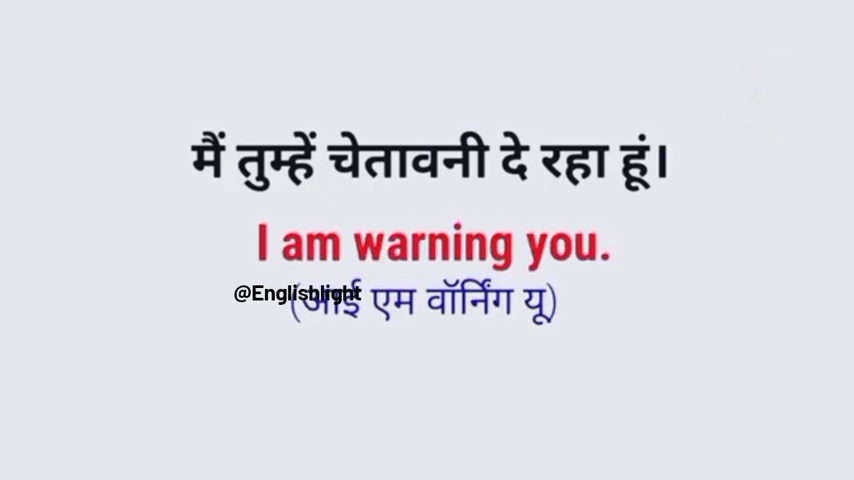 मैं तुम्हें चेतावनी दे रहा हूं।
I am warning you.
@Englishlight
(आई एम वॉर्निंग यू)